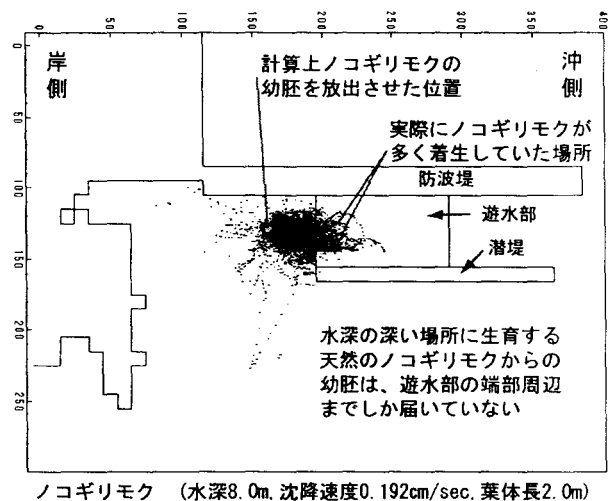 0 50 100 150 200 250 300 350 400
0
50
100
150
200
250
岸側
沖側
計算上ノコギリモクの
幼胚を放出させた位置
実際にノコギリモクが
多く着生していた場所
防波堤
遊水部
潜堤
水深の深い場所に生育する
天然のノコギリモクからの
幼胚は、遊水部の端部周辺
までしか届いていない
ノコギリモク (水深8.0m, 沈降速度0.192cm/sec, 葉体長2.0m)